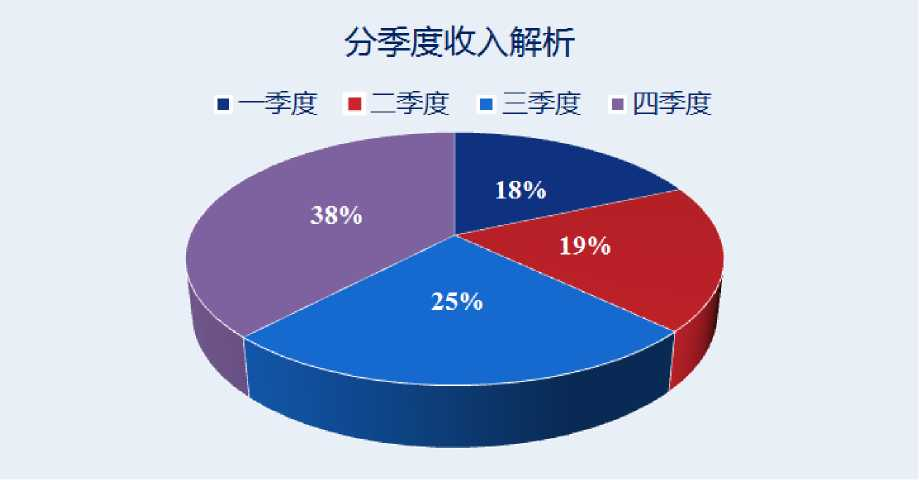 分季度收入解析
一季度 二季度 三季度 四季度
18%
38%
19%
25%